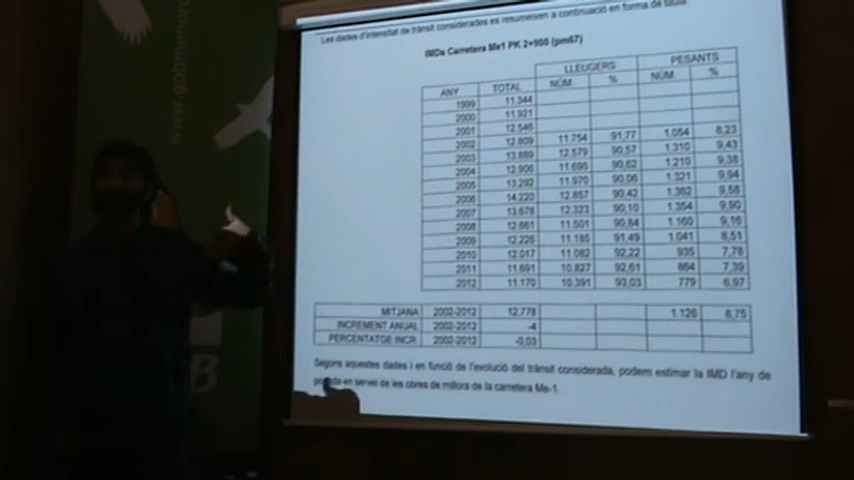 Les dades d'intensitat de trànsit considerades es resumeixen a continuació en forma de taula.
IMDs Carretera Me1 PK 2+900 (pm67)
LLEUGERS PESANTS
ANY TOTAL NÚM. % NÚM. %
1999 11.344
2000 11.921
2001 12.546
2002 12.809 11.754 91,77 1.054 8,23
2003 13.889 12.579 90,57 1.310 9,43
2004 12.906 11.695 90,62 1.210 9,38
2005 13.292 11.970 90,06 1.321 9,94
2006 14.220 12.857 90,42 1.362 9,58
2007 13.678 12.323 90,10 1.354 9,90
2008 12.661 11.501 90,84 1.160 9,16
2009 12.226 11.185 91,49 1.041 8,51
2010 12.017 11.082 92,22 935 7,78
2011 11.691 10.827 92,61 864 7,39
2012 11.170 10.391 93,03 779 6,97
MITJANA 2002-2012 12.778 1.126 8,75
INCREMENT ANUAL 2002-2012 -4
PERCENTATGE INCR. 2002-2012 -0,03
Segons aquestes dades i en funció de l'evolució del trànsit considerada, podem estimar la IMD l'any de
en servei de les obres de millora de la carretera Me-1.
www.gobmenor
B